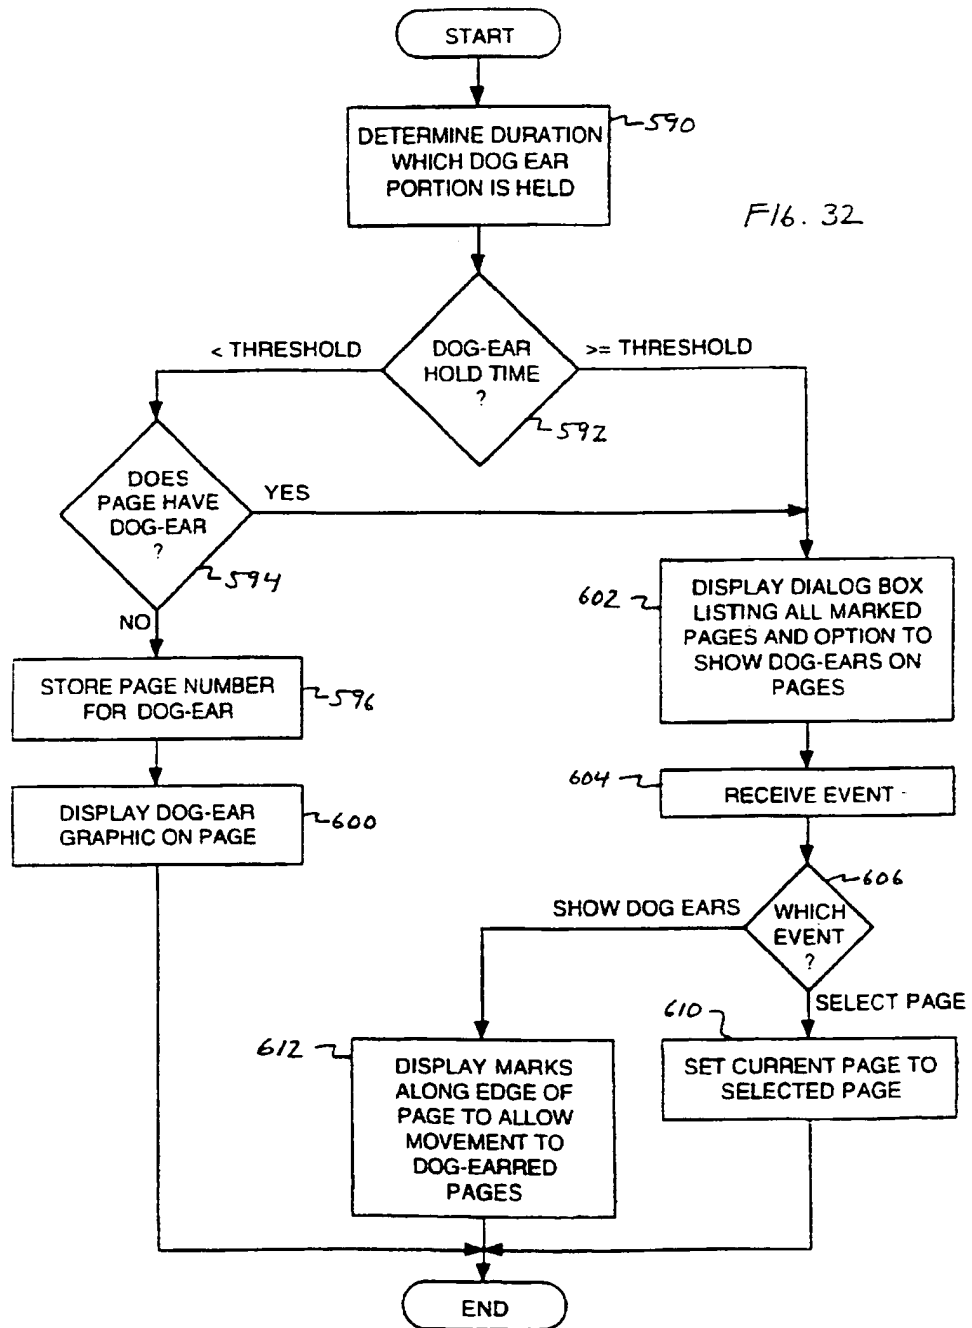 START
DETERMINE DURATION
WHICH DOG EAR
PORTION IS HELD
590
FIG. 32
< THRESHOLD
DOG-EAR
HOLD TIME
?
>= THRESHOLD
592
DOES
PAGE HAVE
DOG-EAR
?
YES
594
NO
STORE PAGE NUMBER
FOR DOG-EAR
596
DISPLAY DOG-EAR
GRAPHIC ON PAGE
600
602
DISPLAY DIALOG BOX
LISTING ALL MARKED
PAGES AND OPTION TO
SHOW DOG-EARS ON
PAGES
604
RECEIVE EVENT
606
SHOW DOG EARS
WHICH
EVENT
?
SELECT PAGE
610
SET CURRENT PAGE TO
SELECTED PAGE
612
DISPLAY MARKS
ALONG EDGE OF
PAGE TO ALLOW
MOVEMENT TO
DOG-EARRED
PAGES
END